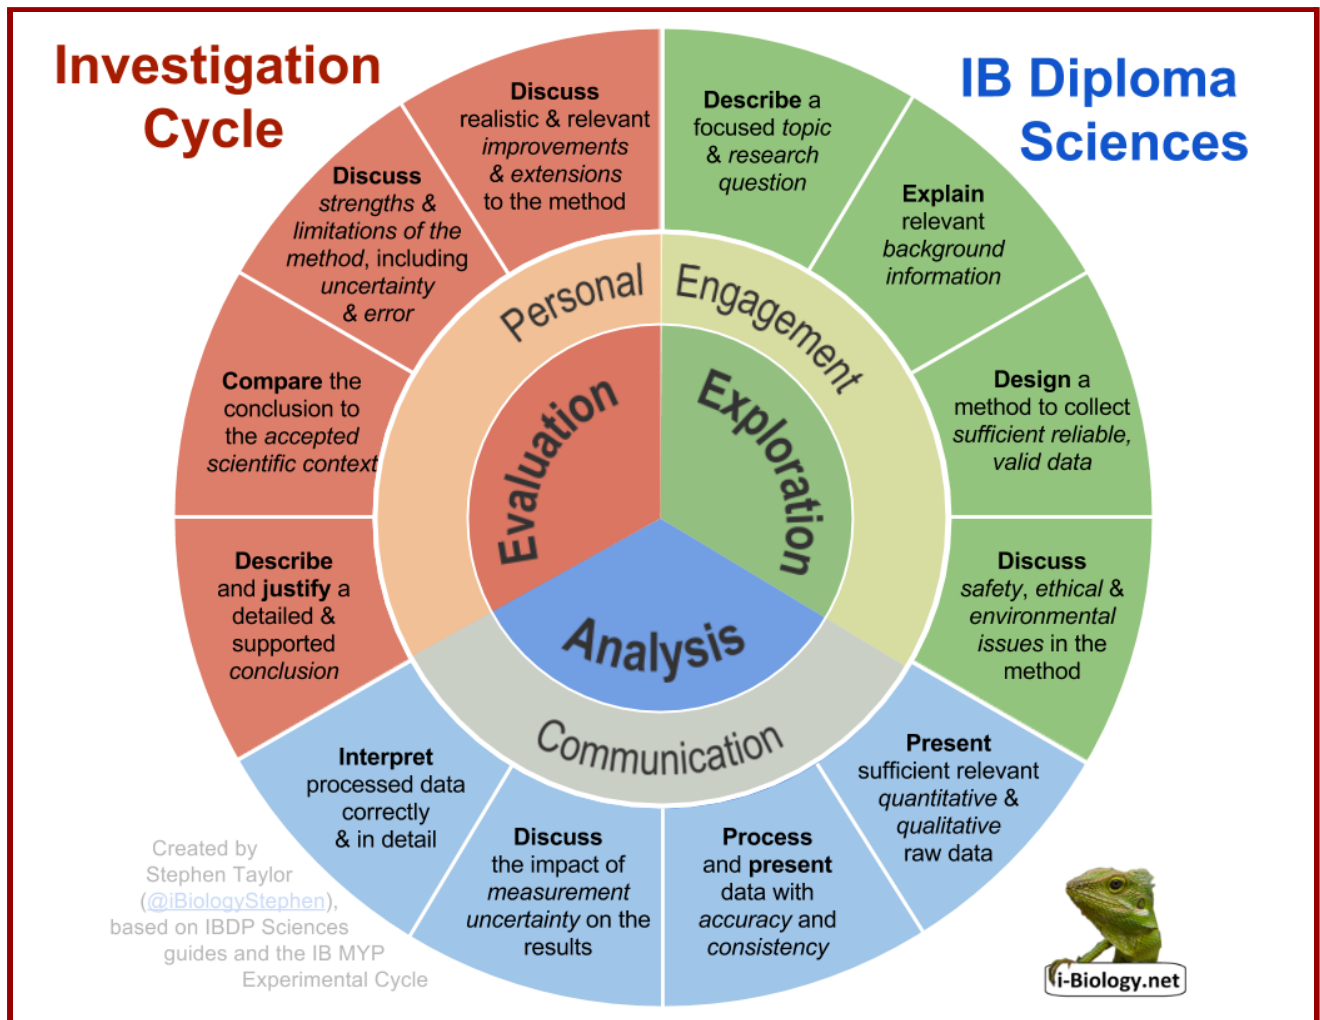 Investigation
Cycle
IB Diploma
Sciences
Describe a
focused topic
& research
question
Explain
relevant
background
information
Design a
method to collect
sufficient reliable,
valid data
Discuss
safety, ethical &
environmental
issues in the
method
Present
sufficient relevant
quantitative &
qualitative
raw data
Process
and present
data with
accuracy and
consistency
Discuss
the impact of
measurement
uncertainty on the
results
Interpret
processed data
correctly
& in detail
Describe
and justify a
detailed &
supported
conclusion
Compare the
conclusion to
the accepted
scientific context
Discuss
strengths &
limitations of the
method, including
uncertainty
& error
Discuss
realistic & relevant
improvements
& extensions
to the method
Personal Engagement
Communication
Exploration
Analysis
Evaluation
Created by
Stephen Taylor
(@iBiologyStephen),
based on IBDP Sciences
guides and the IB MYP
Experimental Cycle
i-Biology.net